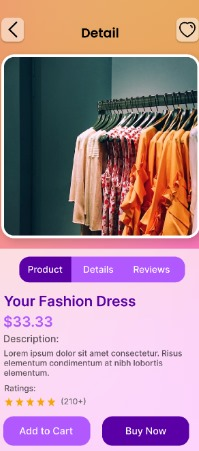 Detail
Product Details Reviews
Your Fashion Dress
$33.33
Description:
Lorem ipsum dolor sit amet consectetur. Risus
elementum condimentum at nibh lobortis
elementum.
Ratings:
(210+)
Add to Cart Buy Now